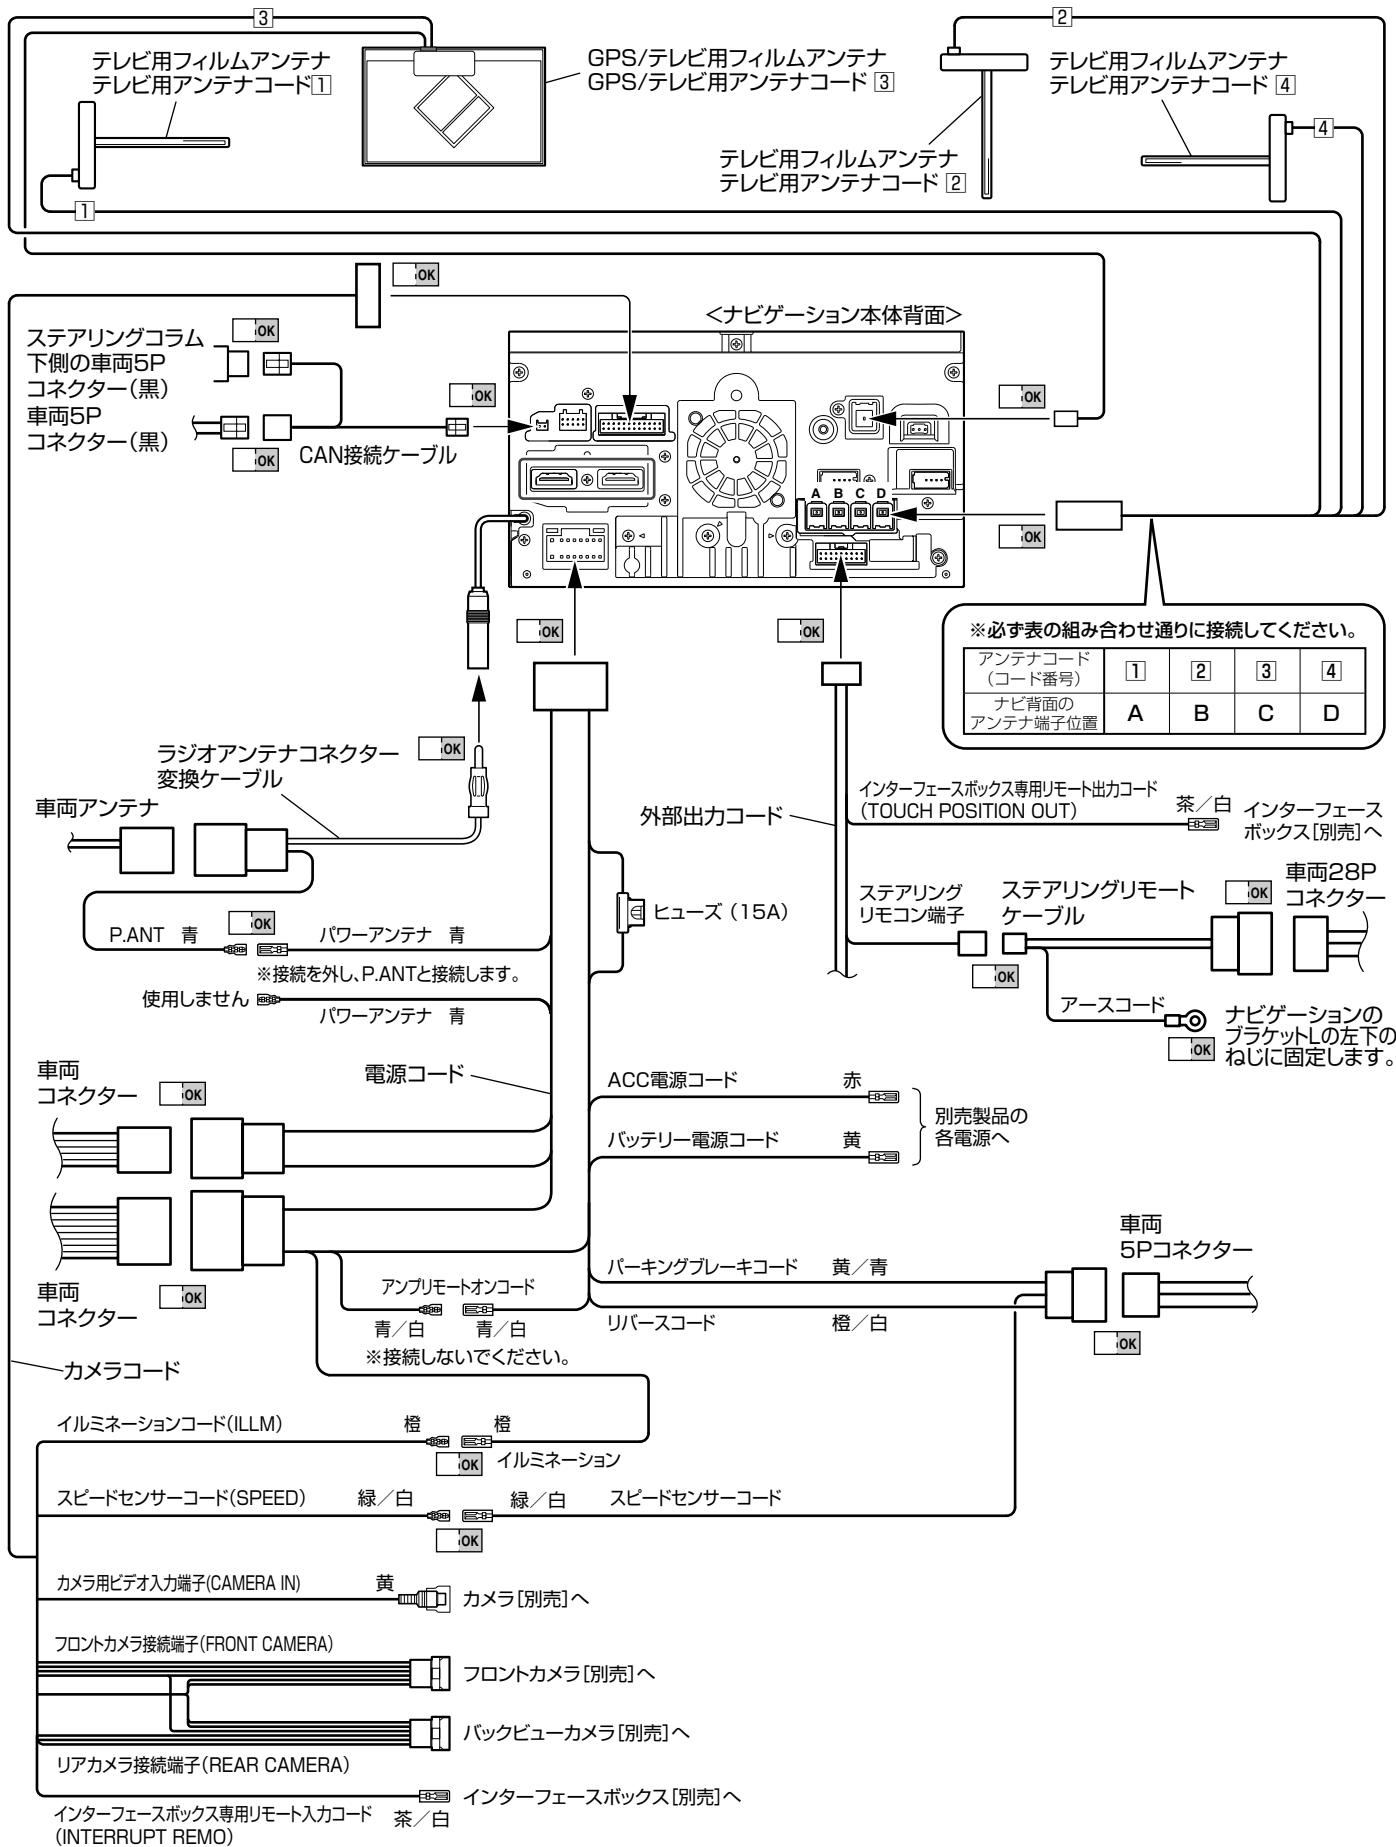 3
2
テレビ用フィルムアンテナ
テレビ用アンテナコード1
GPS/テレビ用フィルムアンテナ
GPS/テレビ用アンテナコード 3
テレビ用フィルムアンテナ
テレビ用アンテナコード 4
4
テレビ用フィルムアンテナ
テレビ用アンテナコード 2
1
OK
<ナビゲーション本体背面>
ステアリングコラム
下側の車両5P
コネクター(黒)
OK
車両5P
コネクター(黒)
OK
OK
CAN接続ケーブル
OK
A B C D
OK
OK
OK
※必ず表の組み合わせ通りに接続してください。
アンテナコード
(コード番号)
1 2 3 4
ナビ背面の
アンテナ端子位置
A B C D
ラジオアンテナコネクター
変換ケーブル
OK
車両アンテナ
外部出力コード
インターフェースボックス専用リモート出力コード
(TOUCH POSITION OUT)
茶/白
インターフェース
ボックス[別売]へ
ヒューズ (15A)
ステアリング
リモコン端子
ステアリングリモート
ケーブル
OK
車両28P
コネクター
P.ANT 青
OK
パワーアンテナ 青
※接続を外し、P.ANTと接続します。
OK
使用しません
パワーアンテナ 青
アースコード
OK
ナビゲーションの
ブラケットLの左下の
ねじに固定します。
車両
コネクター
OK
電源コード
ACC電源コード 赤
バッテリー電源コード 黄
別売製品の
各電源へ
車両
5Pコネクター
パーキングブレーキコード 黄/青
リバースコード 橙/白
OK
車両
コネクター
OK
アンプリモートオンコード
青/白 青/白
※接続しないでください。
カメラコード
イルミネーションコード(ILLM) 橙 橙
OK
イルミネーション
スピードセンサーコード(SPEED) 緑/白 緑/白 スピードセンサーコード
OK
カメラ用ビデオ入力端子(CAMERA IN) 黄
カメラ[別売]へ
フロントカメラ接続端子(FRONT CAMERA)
フロントカメラ[別売]へ
バックビューカメラ[別売]へ
リアカメラ接続端子(REAR CAMERA)
インターフェースボックス[別売]へ
インターフェースボックス専用リモート入力コード
(INTERRUPT REMO)
茶/白